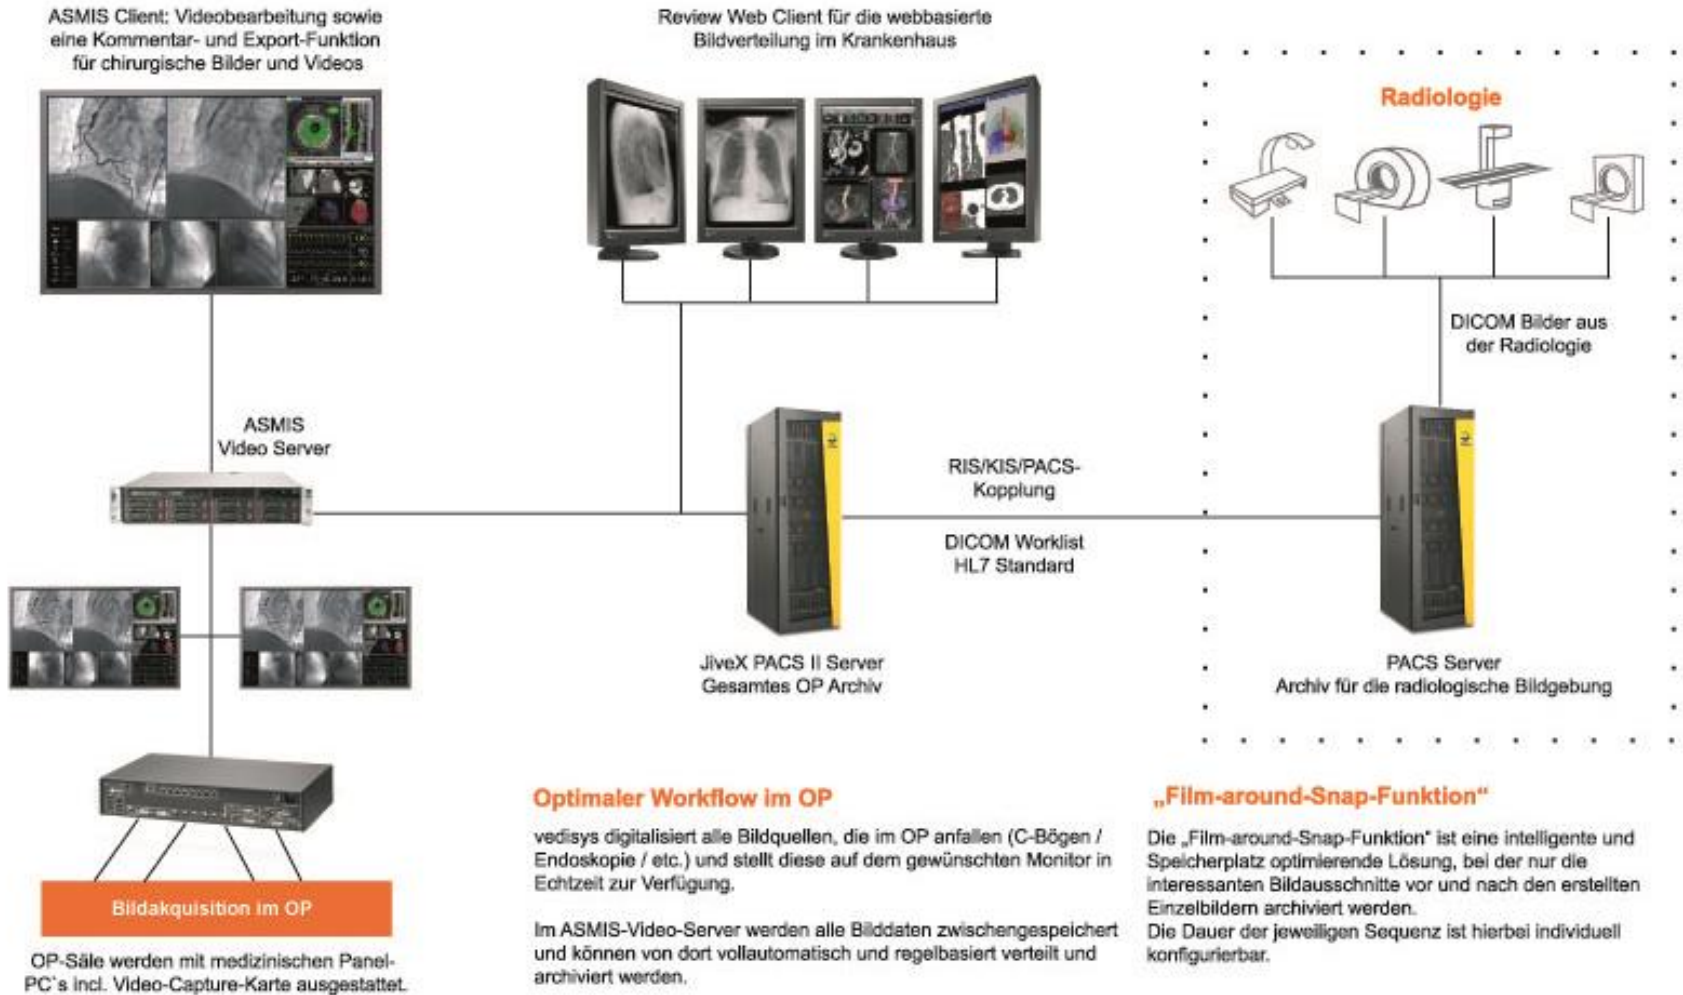 ASMIS Client: Videobearbeitung sowie
eine Kommentar- und Export-Funktion
für chirurgische Bilder und Videos
Review Web Client für die webbasierte
Bildverteilung im Krankenhaus
Radiologie
DICOM Bilder aus
der Radiologie
ASMIS
Video Server
RIS/KIS/PACS-
Kopplung
DICOM Worklist
HL7 Standard
JiveX PACS II Server
Gesamtes OP Archiv
PACS Server
Archiv für die radiologische Bildgebung
Bildakquisition im OP
OP-Säle werden mit medizinischen Panel-
PC`s incl. Video-Capture-Karte ausgestattet.
Optimaler Workflow im OP
vedisys digitalisiert alle Bildquellen, die im OP anfallen (C-Bögen /
Endoskopie / etc.) und stellt diese auf dem gewünschten Monitor in
Echtzeit zur Verfügung.
Im ASMIS-Video-Server werden alle Bilddaten zwischengespeichert
und können von dort vollautomatisch und regelbasiert verteilt und
archiviert werden.
„Film-around-Snap-Funktion“
Die „Film-around-Snap-Funktion“ ist eine intelligente und
Speicherplatz optimierende Lösung, bei der nur die
interessanten Bildausschnitte vor und nach den erstellten
Einzelbildern archiviert werden.
Die Dauer der jeweiligen Sequenz ist hierbei individuell
konfigurierbar.